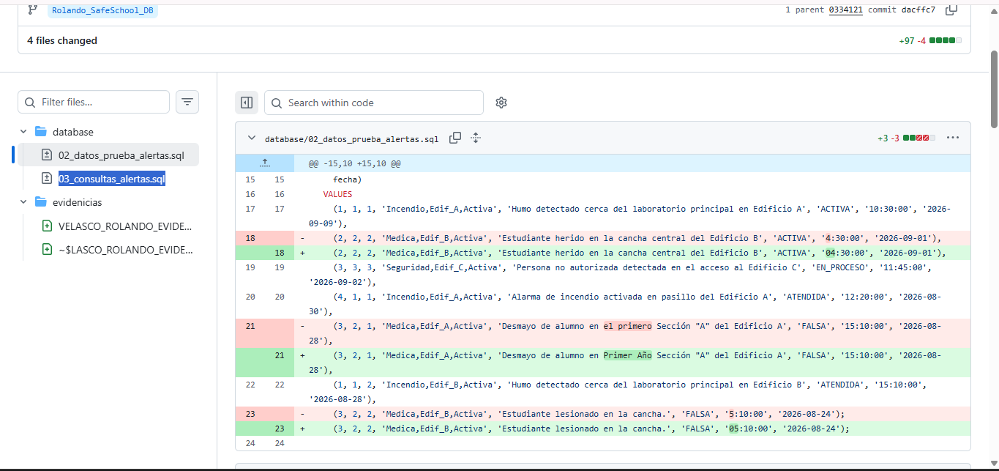 Rolando_SafeSchool_DB
1 parent 0334121 commit dacffc7
4 files changed
+97 -4
Filter files...
Search within code
database
02_datos_prueba_alertas.sql
03_consultas_alertas.sql
evidenicias
VELASCO_ROLANDO_EVIDE...
~$LASCO_ROLANDO_EVIDE...
database/02_datos_prueba_alertas.sql
+3 -3
@@ -15,10 +15,10 @@
15 15 fecha)
16 16 VALUES
17 17 (1, 1, 1, 'Incendio,Edif_A,Activa', 'Humo detectado cerca del laboratorio principal en Edificio A', 'ACTIVA', '10:30:00', '2026-
09-09'),
18 - (2, 2, 2, 'Medica,Edif_B,Activa', 'Estudiante herido en la cancha central del Edificio B', 'ACTIVA', '4:30:00', '2026-09-01'),
18 + (2, 2, 2, 'Medica,Edif_B,Activa', 'Estudiante herido en la cancha central del Edificio B', 'ACTIVA', '04:30:00', '2026-09-01'),
19 19 (3, 3, 3, 'Seguridad,Edif_C,Activa', 'Persona no autorizada detectada en el acceso al Edificio C', 'EN_PROCESO', '11:45:00',
'2026-09-02'),
20 20 (4, 1, 1, 'Incendio,Edif_A,Activa', 'Alarma de incendio activada en pasillo del Edificio A', 'ATENDIDA', '12:20:00', '2026-08-
30'),
21 - (3, 2, 1, 'Medica,Edif_A,Activa', 'Desmayo de alumno en el primero Sección "A" del Edificio A', 'FALSA', '15:10:00', '2026-08-
28'),
21 + (3, 2, 1, 'Medica,Edif_A,Activa', 'Desmayo de alumno en Primer Año Sección "A" del Edificio A', 'FALSA', '15:10:00', '2026-08-
28'),
22 22 (1, 1, 2, 'Incendio,Edif_B,Activa', 'Humo detectado cerca del laboratorio principal en Edificio B', 'ATENDIDA', '15:10:00',
'2026-08-28'),
23 - (3, 2, 2, 'Medica,Edif_B,Activa', 'Estudiante lesionado en la cancha.', 'FALSA', '5:10:00', '2026-08-24');
23 + (3, 2, 2, 'Medica,Edif_B,Activa', 'Estudiante lesionado en la cancha.', 'FALSA', '05:10:00', '2026-08-24');
24 24